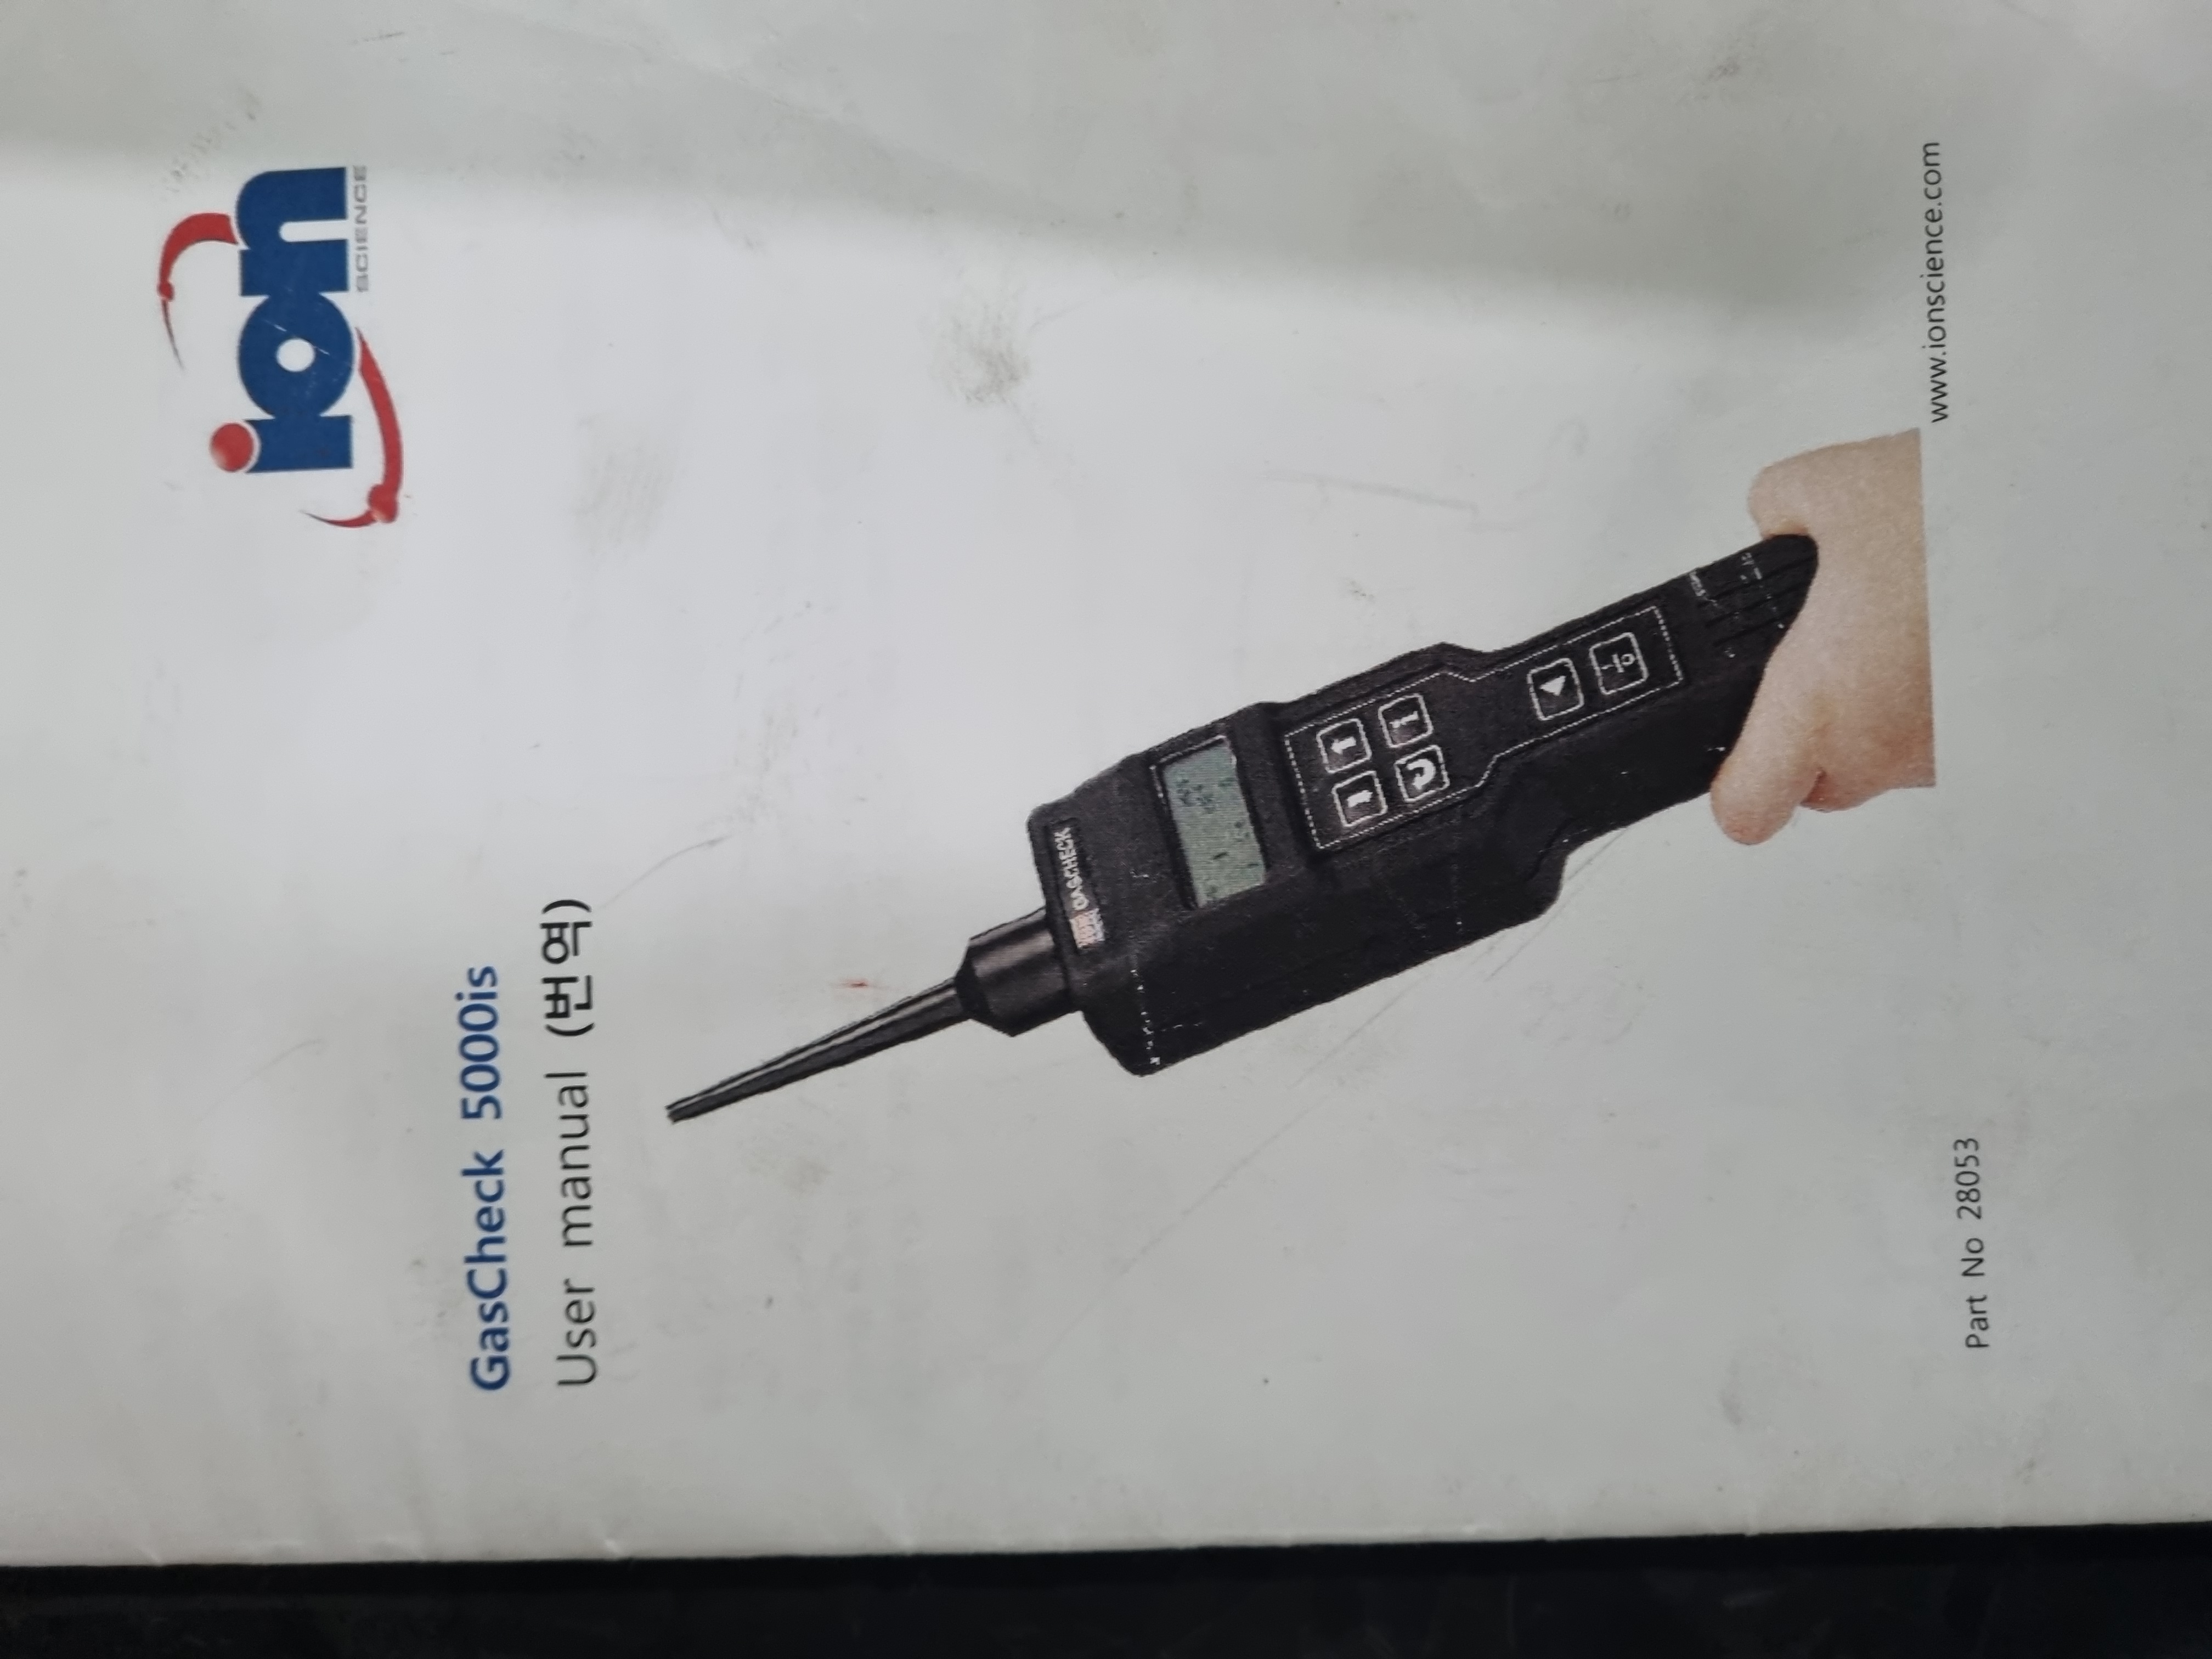 ion
SCIENCE
GasCheck 5000is
User manual (번역)
GASCHECK
Part No 28053
www.ionscience.com